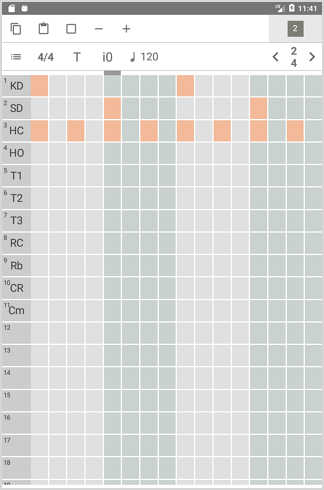 11:41
2
4/4 T i0 ♩ 120 < 2 4 >
1 KD
2 SD
3 HC
4 HO
5 T1
6 T2
7 T3
8 RC
9 Rb
10 CR
11 Cm
12
13
14
15
16
17
18